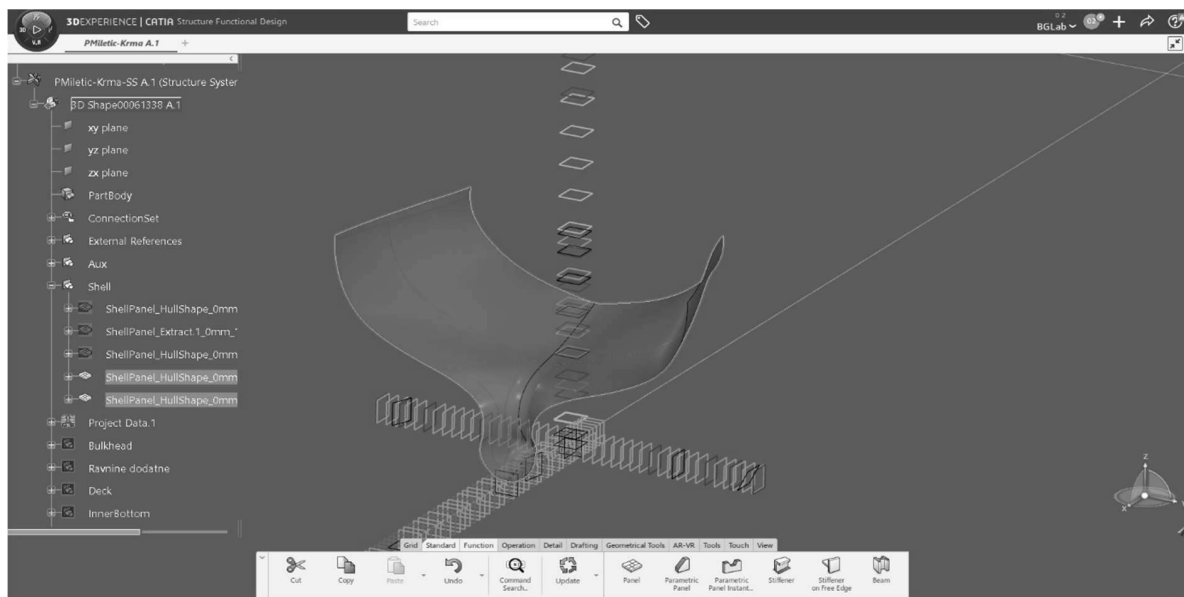 3DEXPERIENCE | CATIA Structure Functional Design
Search
BGLab
3D
V.R
PMiletic-Krma A.1
PMiletic-Krma-SS A.1 (Structure Syster
3D Shape00061338 A.1
xy plane
yz plane
zx plane
PartBody
ConnectionSet
External References
Aux
Shell
ShellPanel_HullShape_0mm
ShellPanel_Extract.1_0mm_
ShellPanel_HullShape_0mm
ShellPanel_HullShape_0mm
ShellPanel_HullShape_0mm
Project Data.1
Bulkhead
Ravnine dodatne
Deck
InnerBottom
z
x
Grid Standard Function Operation Detail Drafting Geometrical Tools AR-VR Tools Touch View
Cut Copy Paste Undo Command Search... Update Panel Parametric Panel Parametric Panel Instant... Stiffener Stiffener on Free Edge Beam